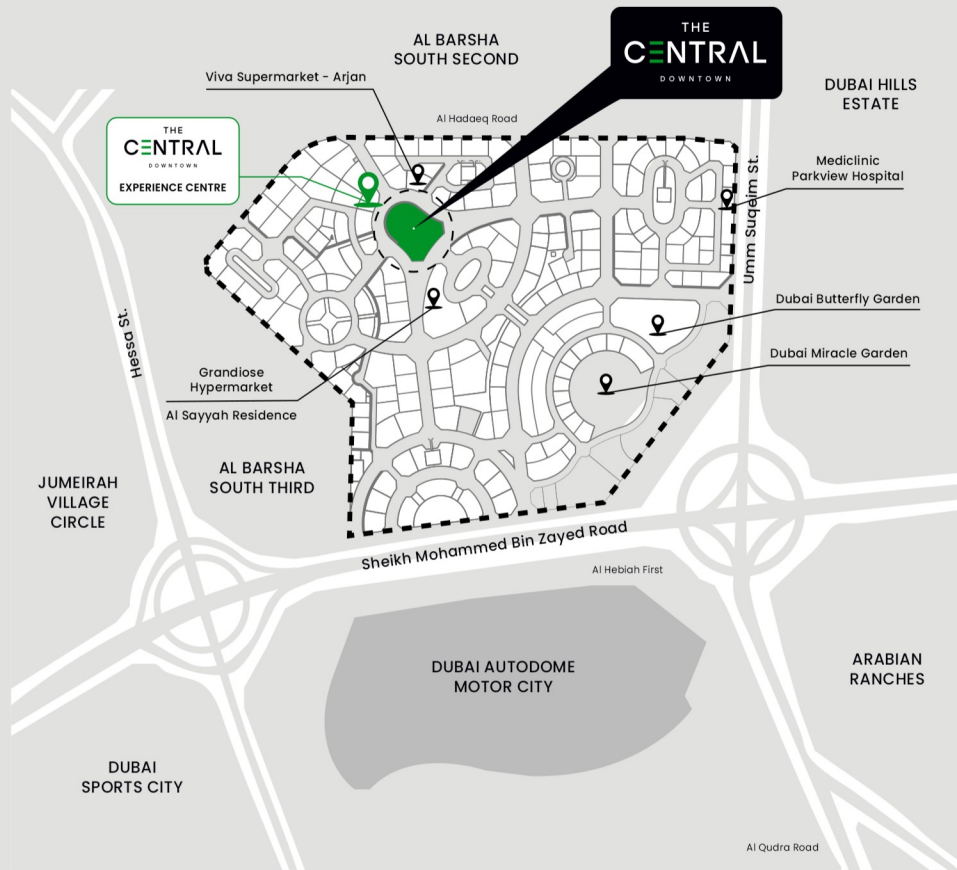 THE
CENTRAL
DOWNTOWN
AL BARSHA
SOUTH SECOND
Viva Supermarket - Arjan
DUBAI HILLS
ESTATE
Al Hadaeq Road
THE
CENTRAL
DOWNTOWN
EXPERIENCE CENTRE
Mediclinic
Parkview Hospital
Umm Suqeim St.
Dubai Butterfly Garden
Hessa St.
Dubai Miracle Garden
Grandiose
Hypermarket
Al Sayyah Residence
JUMEIRAH
VILLAGE
CIRCLE
AL BARSHA
SOUTH THIRD
Sheikh Mohammed Bin Zayed Road
Al Hebiah First
DUBAI AUTODOME
MOTOR CITY
ARABIAN
RANCHES
DUBAI
SPORTS CITY
Al Qudra Road